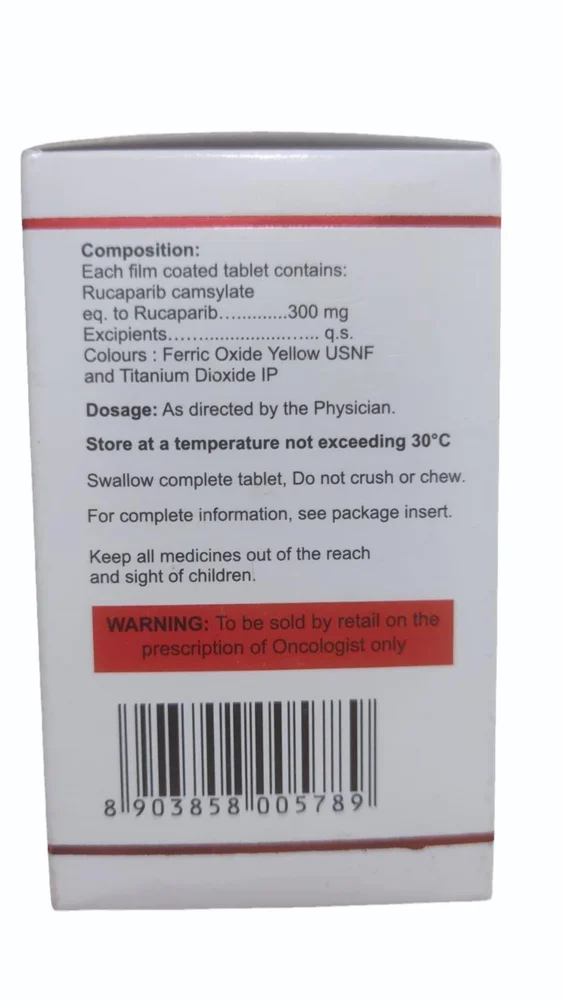 Composition:
Each film coated tablet contains:
Rucaparib camsylate
eq. to Rucaparib.............300 mg
Excipients............................ q.s.
Colours : Ferric Oxide Yellow USNF
and Titanium Dioxide IP
Dosage: As directed by the Physician.
Store at a temperature not exceeding 30°C
Swallow complete tablet, Do not crush or chew.
For complete information, see package insert.
Keep all medicines out of the reach
and sight of children.
WARNING: To be sold by retail on the
prescription of Oncologist only
8 903858 005789